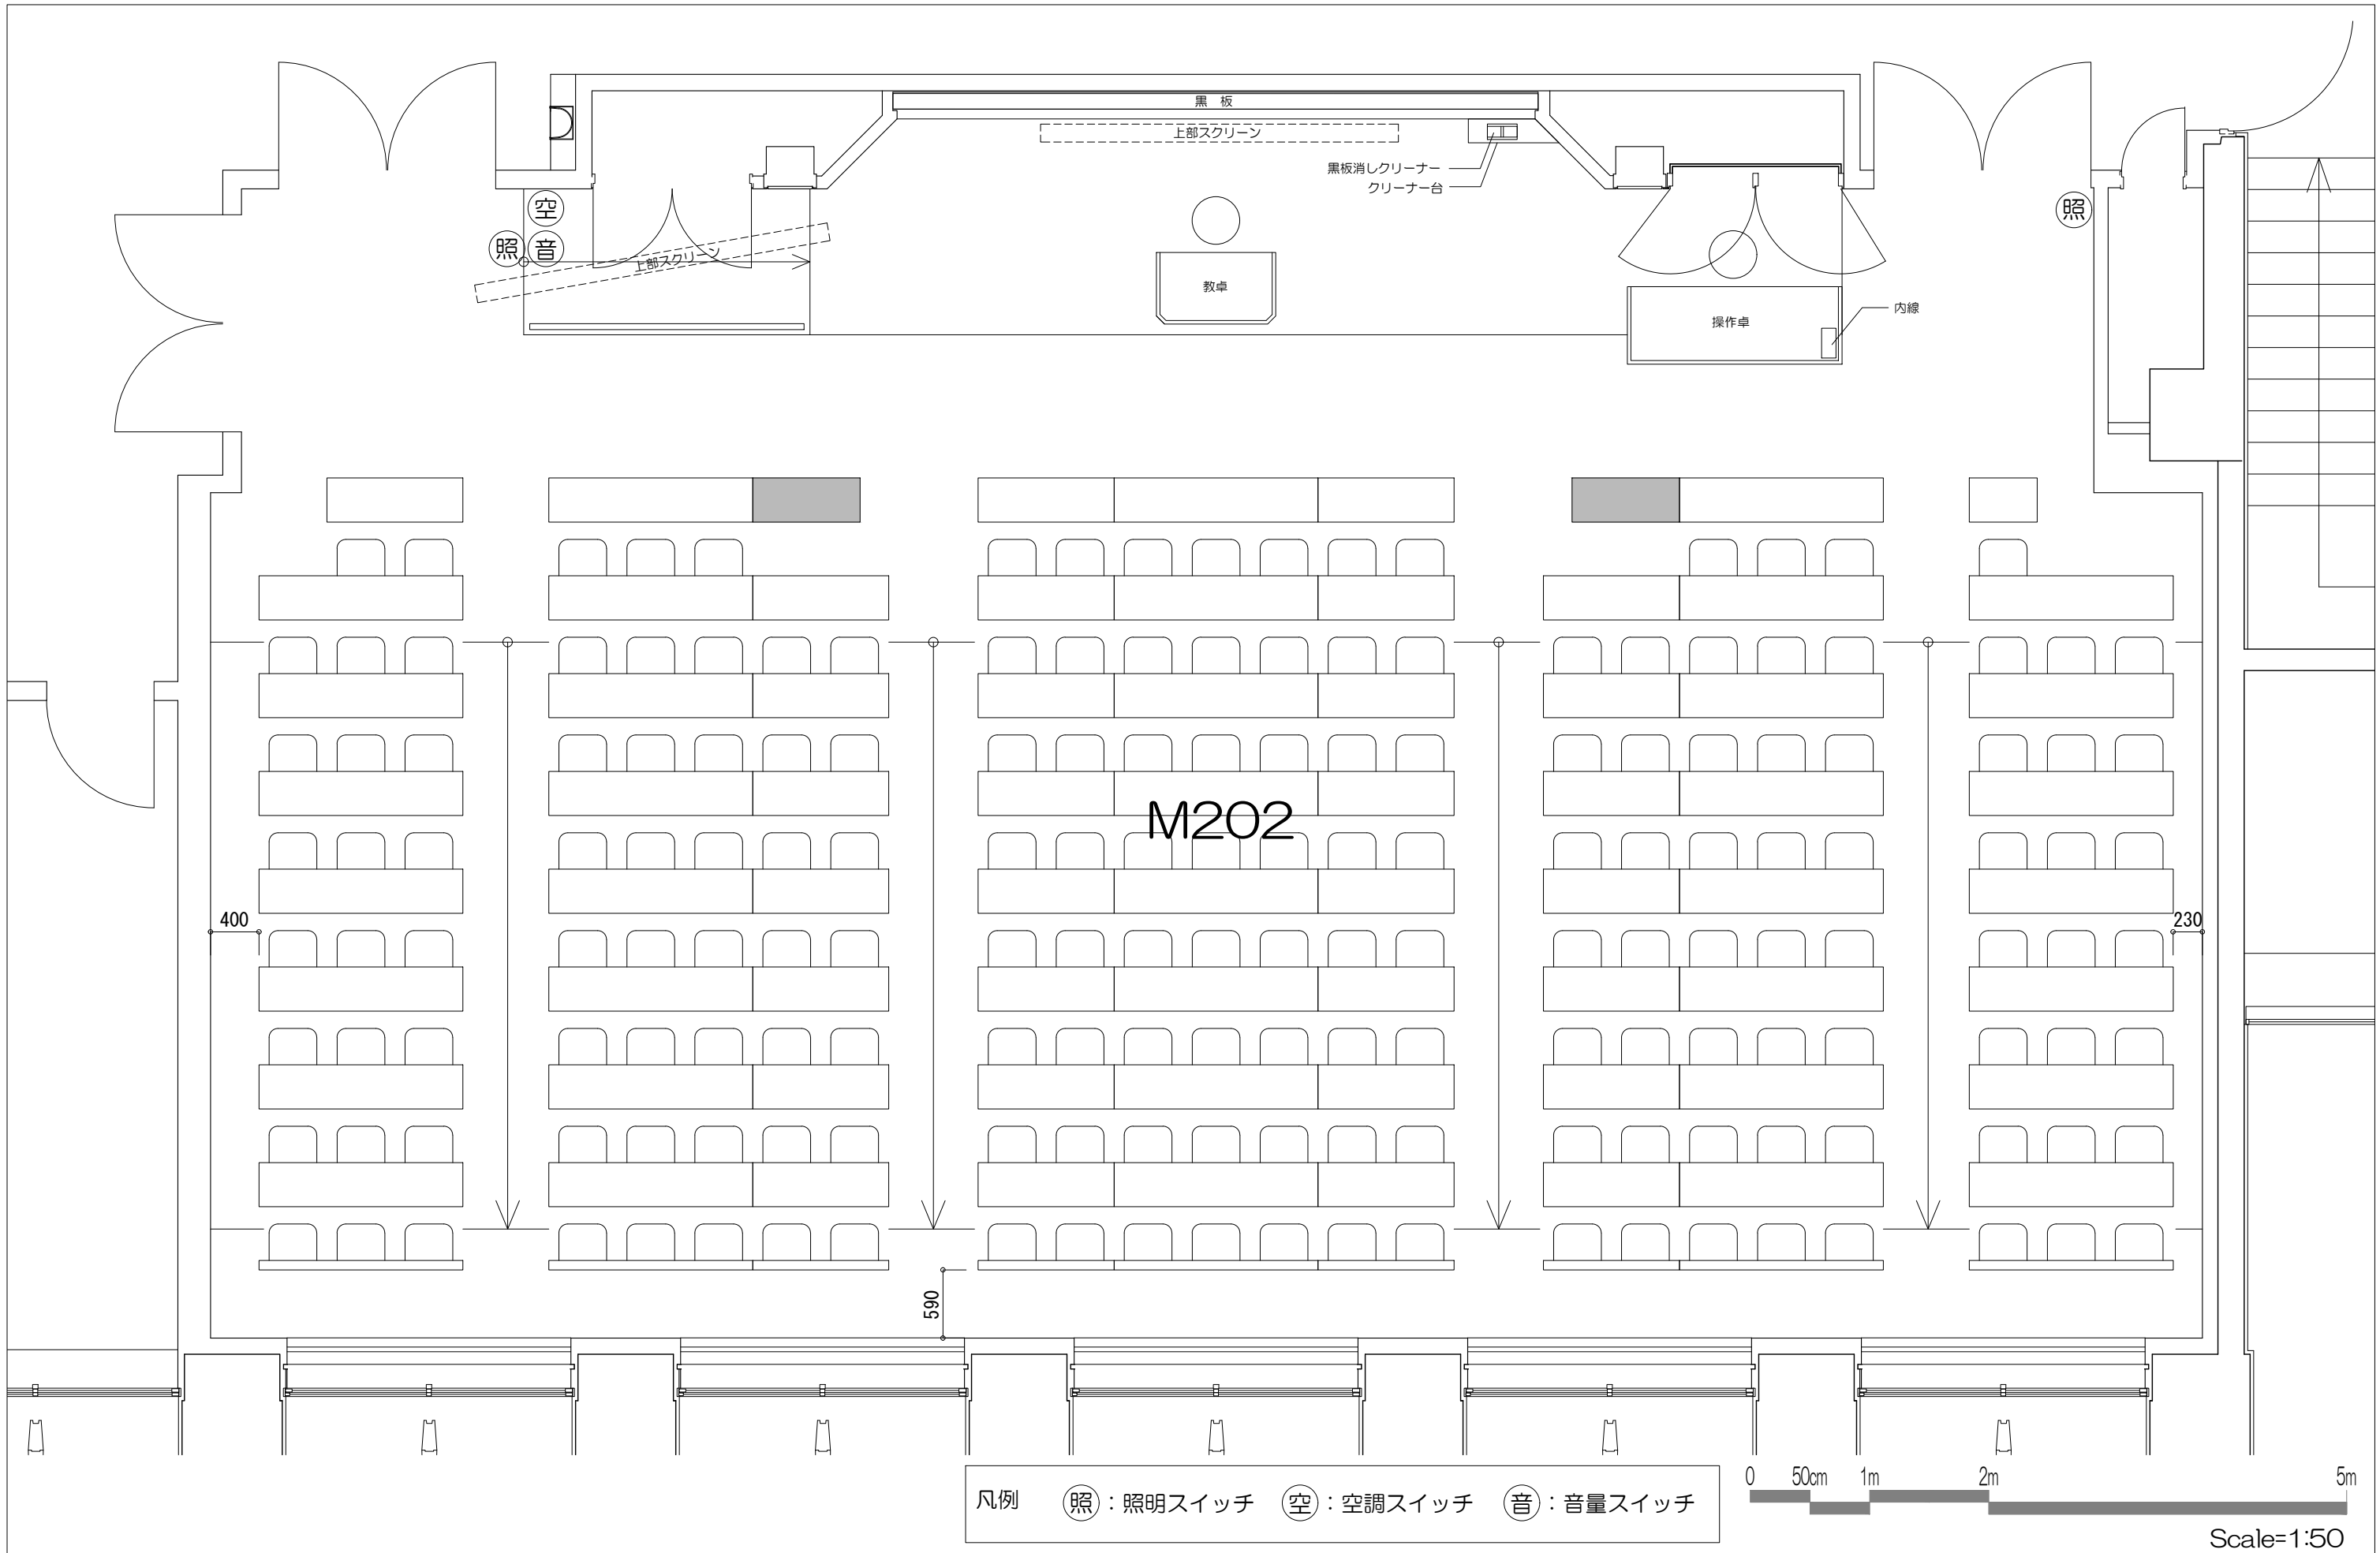 黒 板
上部スクリーン
黒板消しクリーナー
クリーナー台
空
照
音
照
上部スクリーン
教卓
操作卓
内線
M202
400
230
590
凡例 照：照明スイッチ 空：空調スイッチ 音：音量スイッチ
0 50cm 1m 2m 5m
Scale=1:50